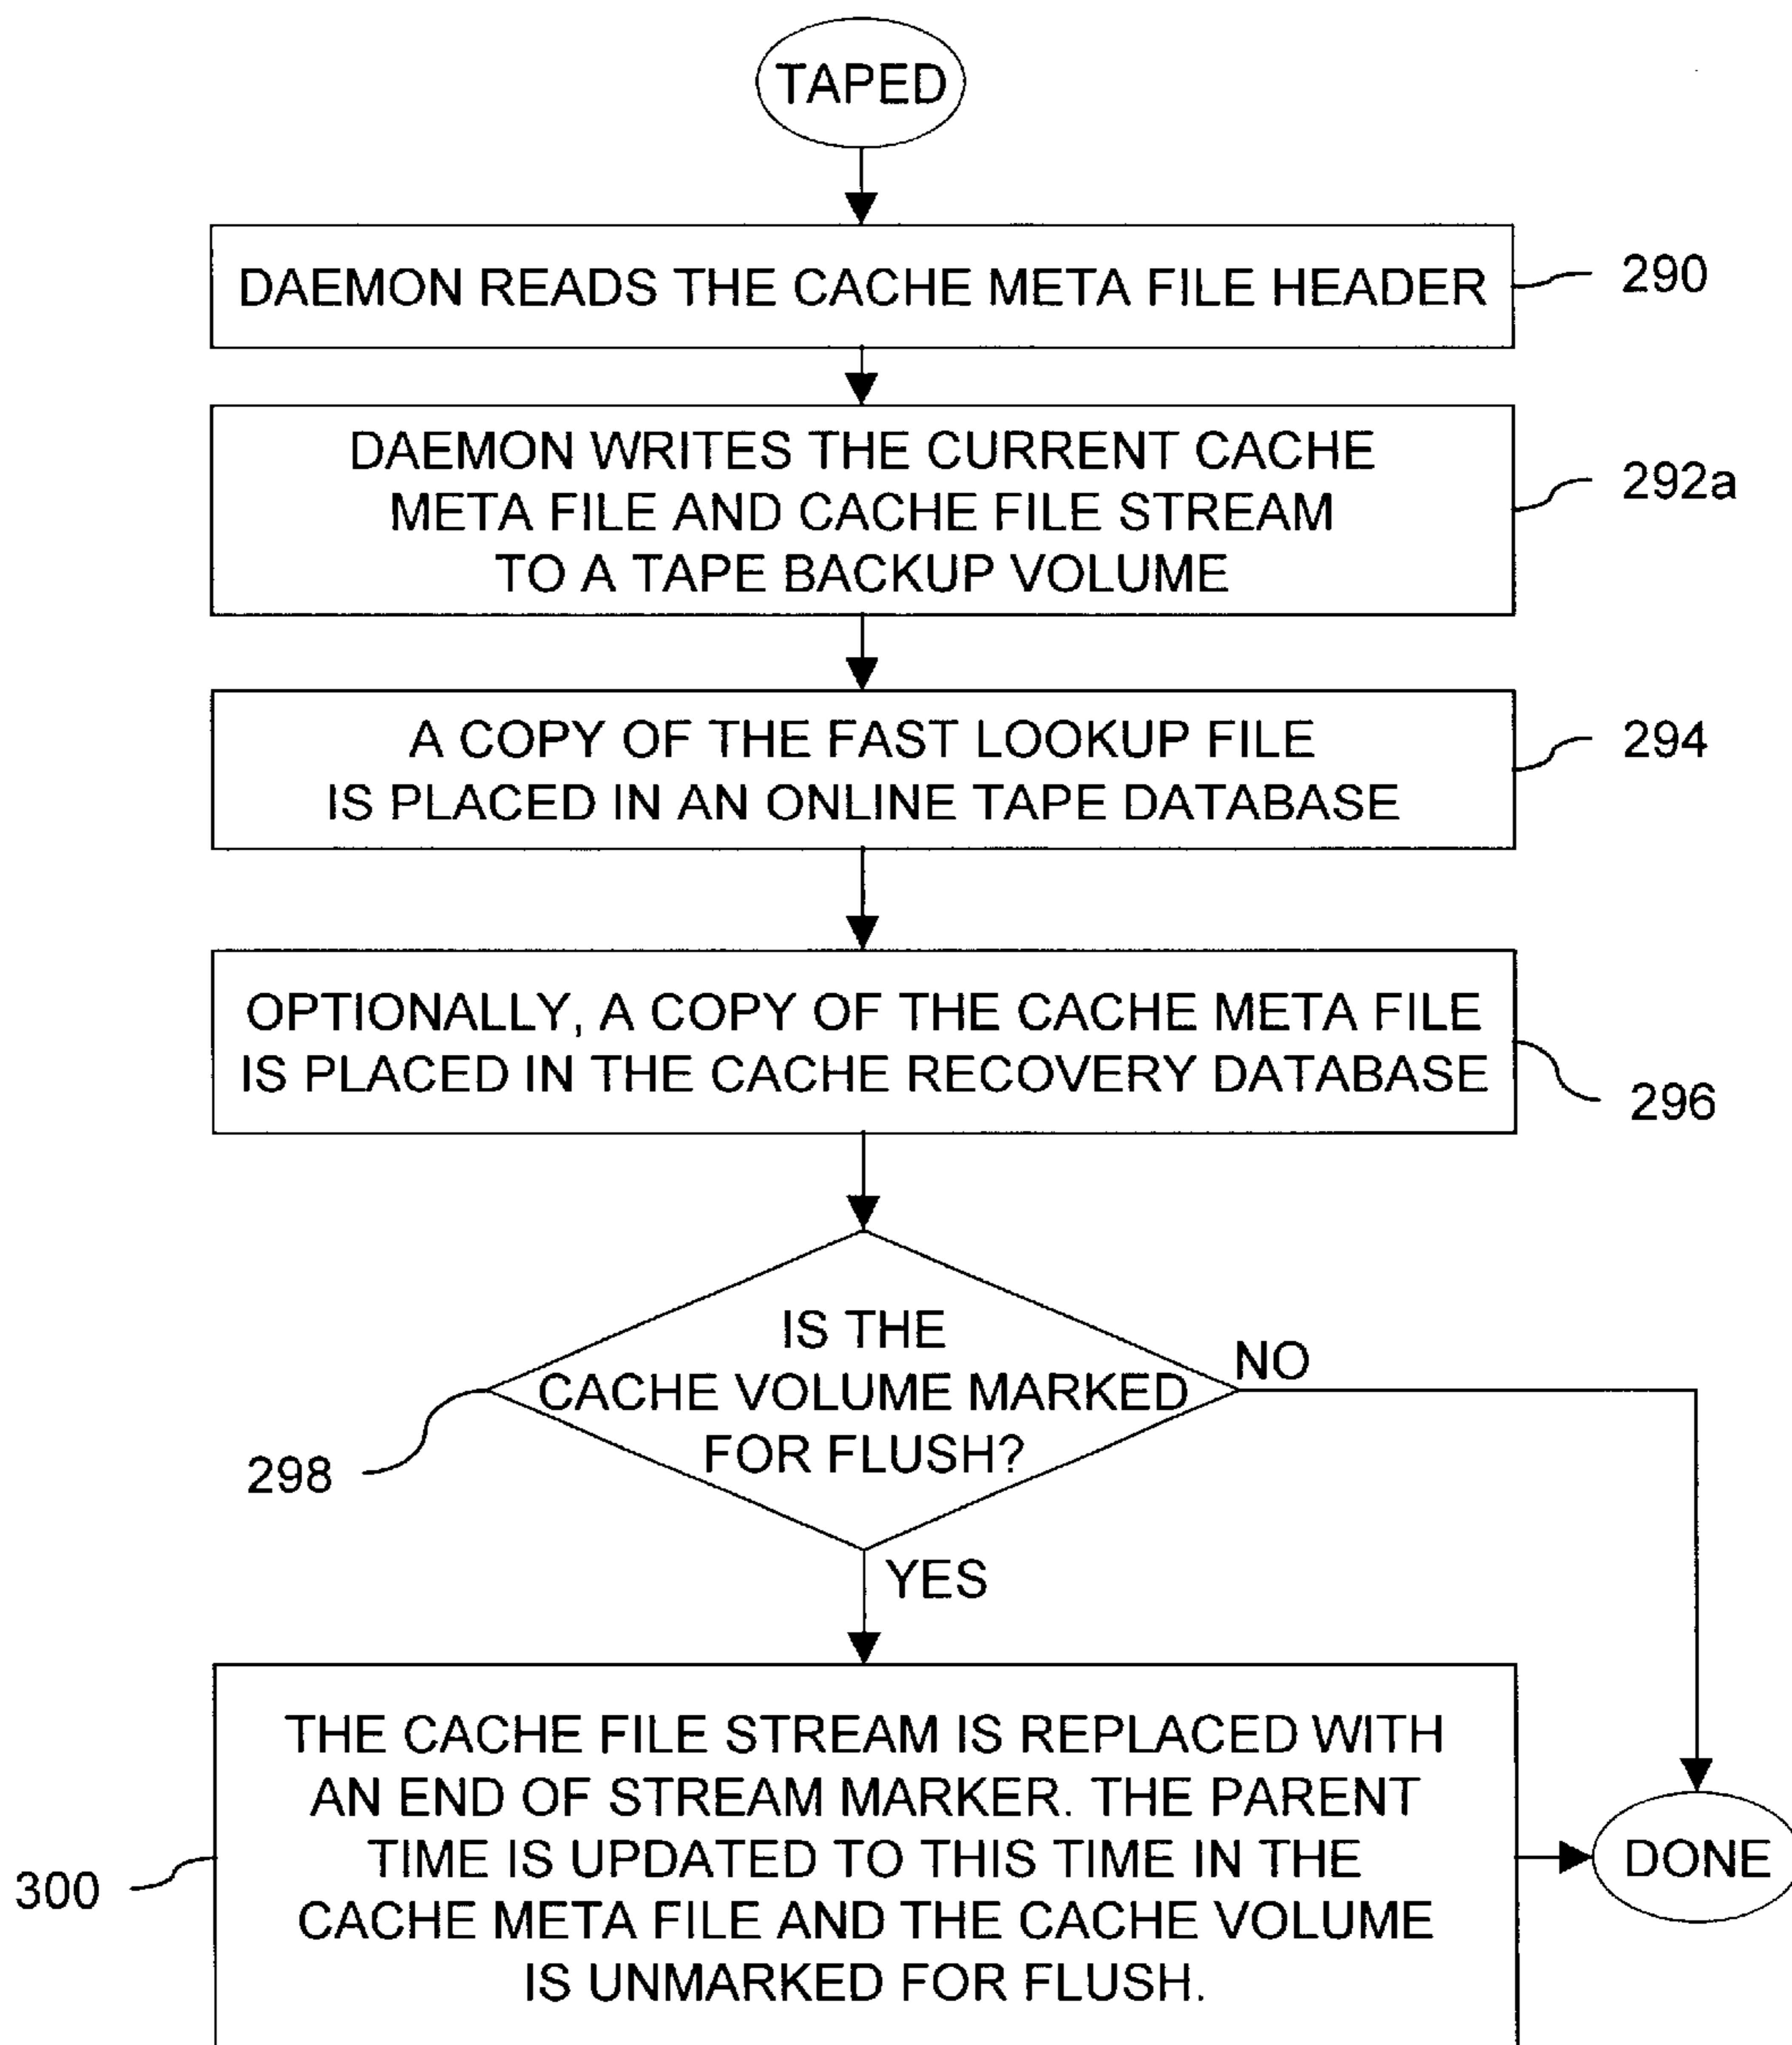 TAPED
DAEMON READS THE CACHE META FILE HEADER
290
DAEMON WRITES THE CURRENT CACHE
META FILE AND CACHE FILE STREAM
TO A TAPE BACKUP VOLUME
292a
A COPY OF THE FAST LOOKUP FILE
IS PLACED IN AN ONLINE TAPE DATABASE
294
OPTIONALLY, A COPY OF THE CACHE META FILE
IS PLACED IN THE CACHE RECOVERY DATABASE
296
IS THE
CACHE VOLUME MARKED
FOR FLUSH?
NO
298
YES
THE CACHE FILE STREAM IS REPLACED WITH
AN END OF STREAM MARKER. THE PARENT
TIME IS UPDATED TO THIS TIME IN THE
CACHE META FILE AND THE CACHE VOLUME
IS UNMARKED FOR FLUSH.
300
DONE